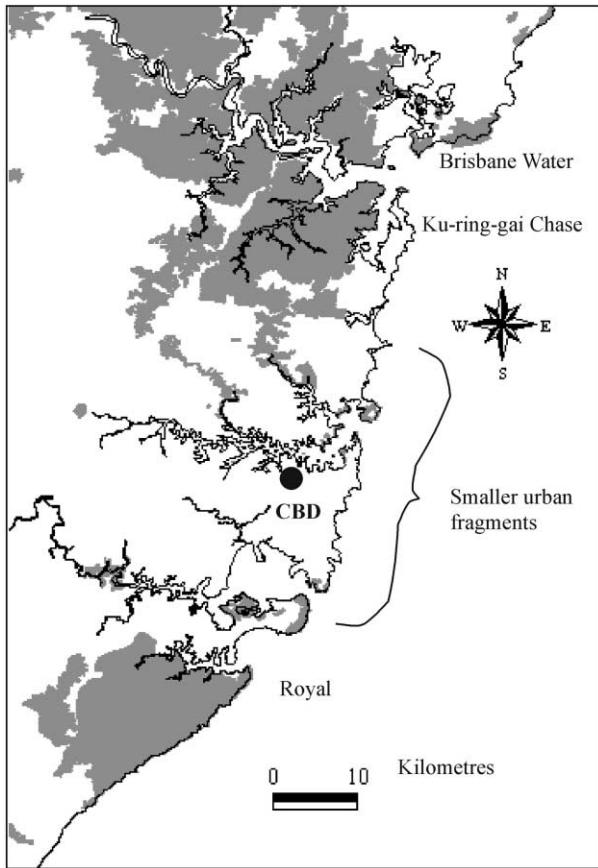 Brisbane Water
Ku-ring-gai Chase
N
W E
S
CBD
Smaller urban
fragments
Royal
Kilometres
0 10